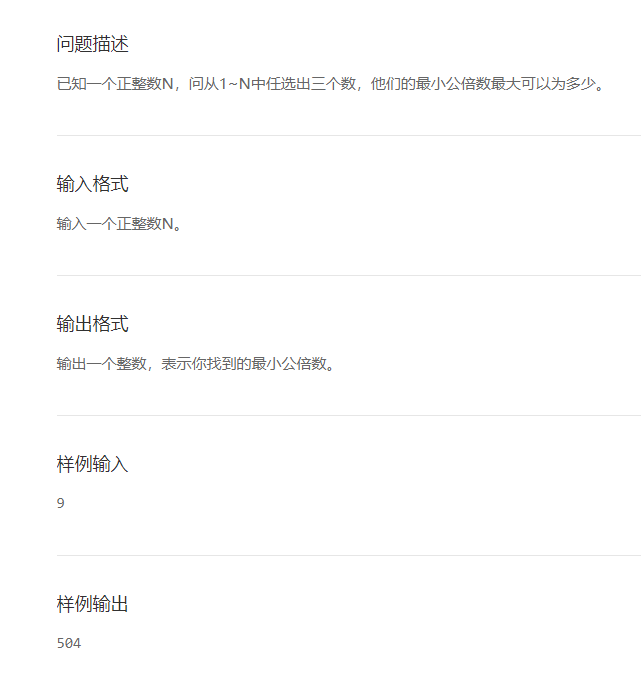 问题描述
已知一个正整数N，问从1~N中任选出三个数，他们的最小公倍数最大可以为多少。
输入格式
输入一个正整数N。
输出格式
输出一个整数，表示你找到的最小公倍数。
样例输入
9
样例输出
504